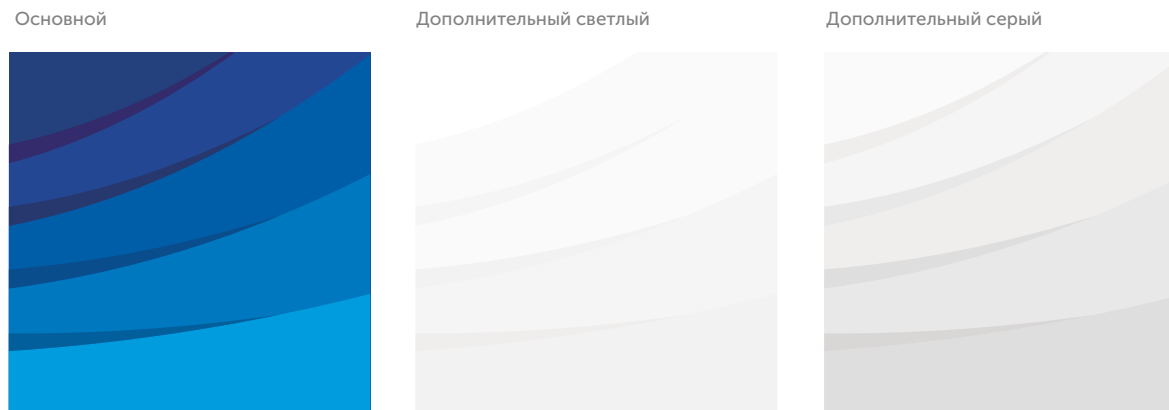 Основной
Дополнительный светлый
Дополнительный серый